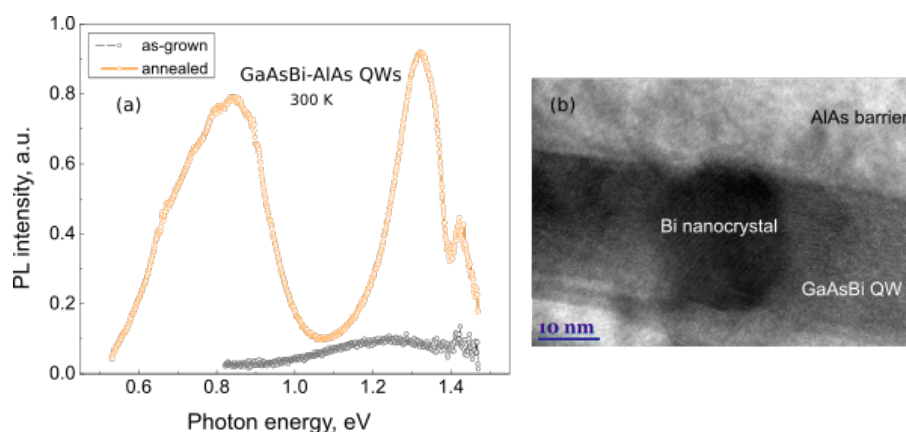 1.0
0.8
0.6
0.4
0.2
0.0
0.6 0.8 1.0 1.2 1.4
PL intensity, a.u.
Photon energy, eV
as-grown
annealed
(a)
GaAsBi-AlAs QWs
300 K
(b)
AlAs barrier
Bi nanocrystal
GaAsBi QW
10 nm